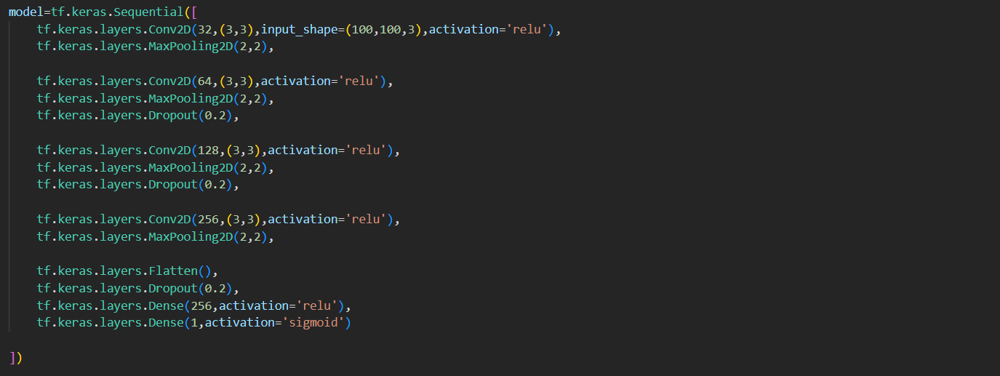 model=tf.keras.Sequential([
    tf.keras.layers.Conv2D(32,(3,3),input_shape=(100,100,3),activation='relu'),
    tf.keras.layers.MaxPooling2D(2,2),

    tf.keras.layers.Conv2D(64,(3,3),activation='relu'),
    tf.keras.layers.MaxPooling2D(2,2),
    tf.keras.layers.Dropout(0.2),

    tf.keras.layers.Conv2D(128,(3,3),activation='relu'),
    tf.keras.layers.MaxPooling2D(2,2),
    tf.keras.layers.Dropout(0.2),

    tf.keras.layers.Conv2D(256,(3,3),activation='relu'),
    tf.keras.layers.MaxPooling2D(2,2),

    tf.keras.layers.Flatten(),
    tf.keras.layers.Dropout(0.2),
    tf.keras.layers.Dense(256,activation='relu'),
    tf.keras.layers.Dense(1,activation='sigmoid')

])